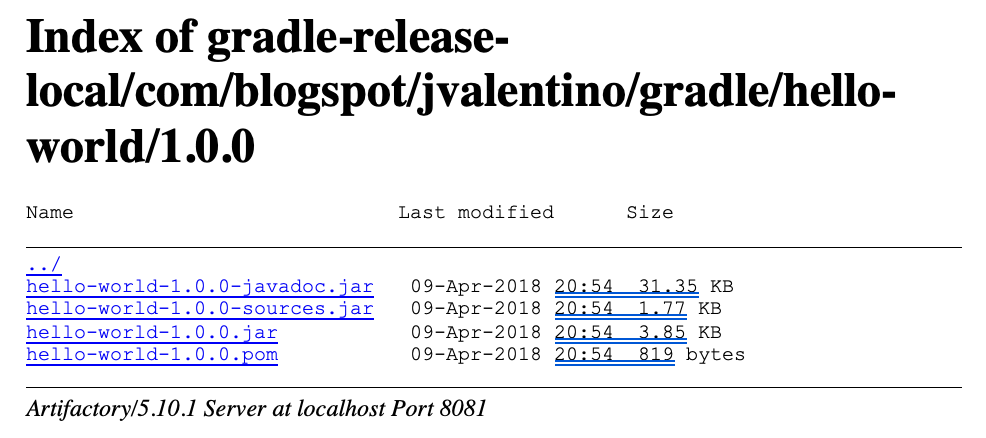 Index of gradle-release-
local/com/blogspot/jvalentino/gradle/hello-
world/1.0.0
Name Last modified Size
../
hello-world-1.0.0-javadoc.jar 09-Apr-2018 20:54 31.35 KB
hello-world-1.0.0-sources.jar 09-Apr-2018 20:54 1.77 KB
hello-world-1.0.0.jar 09-Apr-2018 20:54 3.85 KB
hello-world-1.0.0.pom 09-Apr-2018 20:54 819 bytes
Artifactory/5.10.1 Server at localhost Port 8081